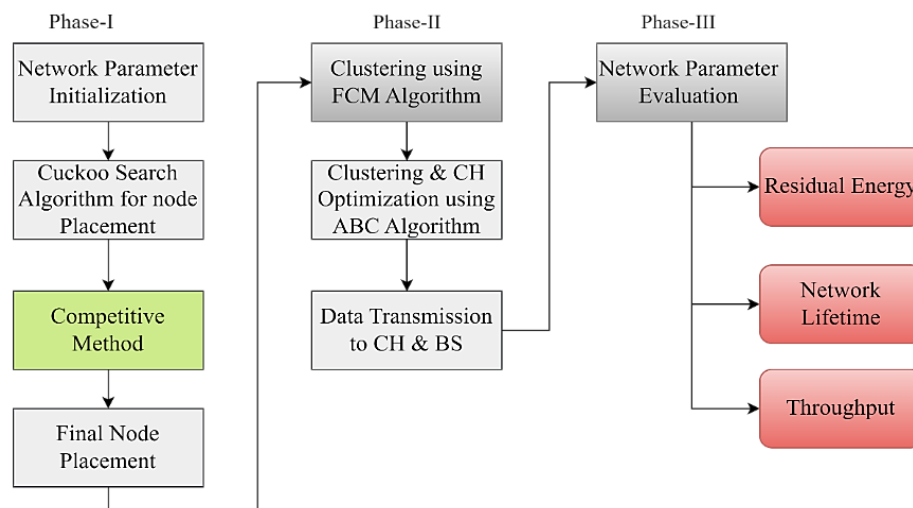 Phase-I
Network Parameter
Initialization
Cuckoo Search
Algorithm for node
Placement
Competitive
Method
Final Node
Placement
Phase-II
Clustering using
FCM Algorithm
Clustering & CH
Optimization using
ABC Algorithm
Data Transmission
to CH & BS
Phase-III
Network Parameter
Evaluation
Residual Energy
Network
Lifetime
Throughput